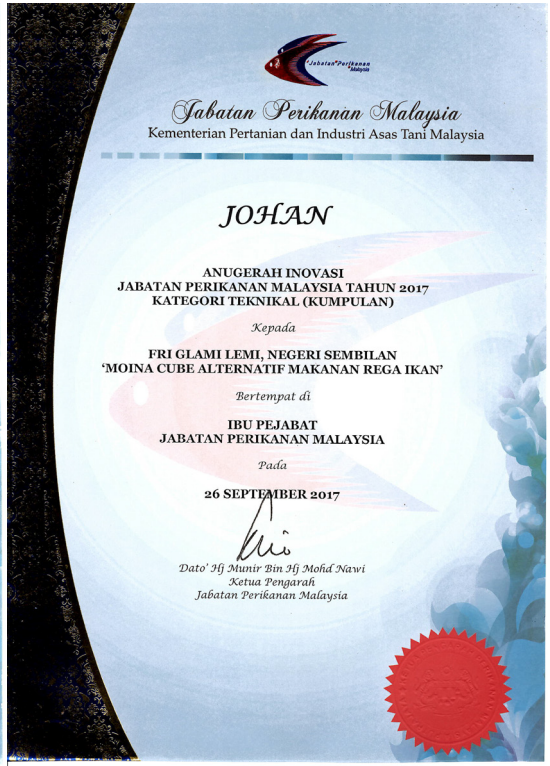 Jabatan Perikanan
Malaysia
Jabatan Perikanan Malaysia
Kementerian Pertanian dan Industri Asas Tani Malaysia
JOHAN
ANUGERAH INOVASI
JABATAN PERIKANAN MALAYSIA TAHUN 2017
KATEGORI TEKNIKAL (KUMPULAN)
Kepada
FRI GLAMI LEMI, NEGERI SEMBILAN
‘MOINA CUBE ALTERNATIF MAKANAN REGA IKAN’
Bertempat di
IBU PEJABAT
JABATAN PERIKANAN MALAYSIA
Pada
26 SEPTEMBER 2017
Dato’ Hj Munir Bin Hj Mohd Nawi
Ketua Pengarah
Jabatan Perikanan Malaysia